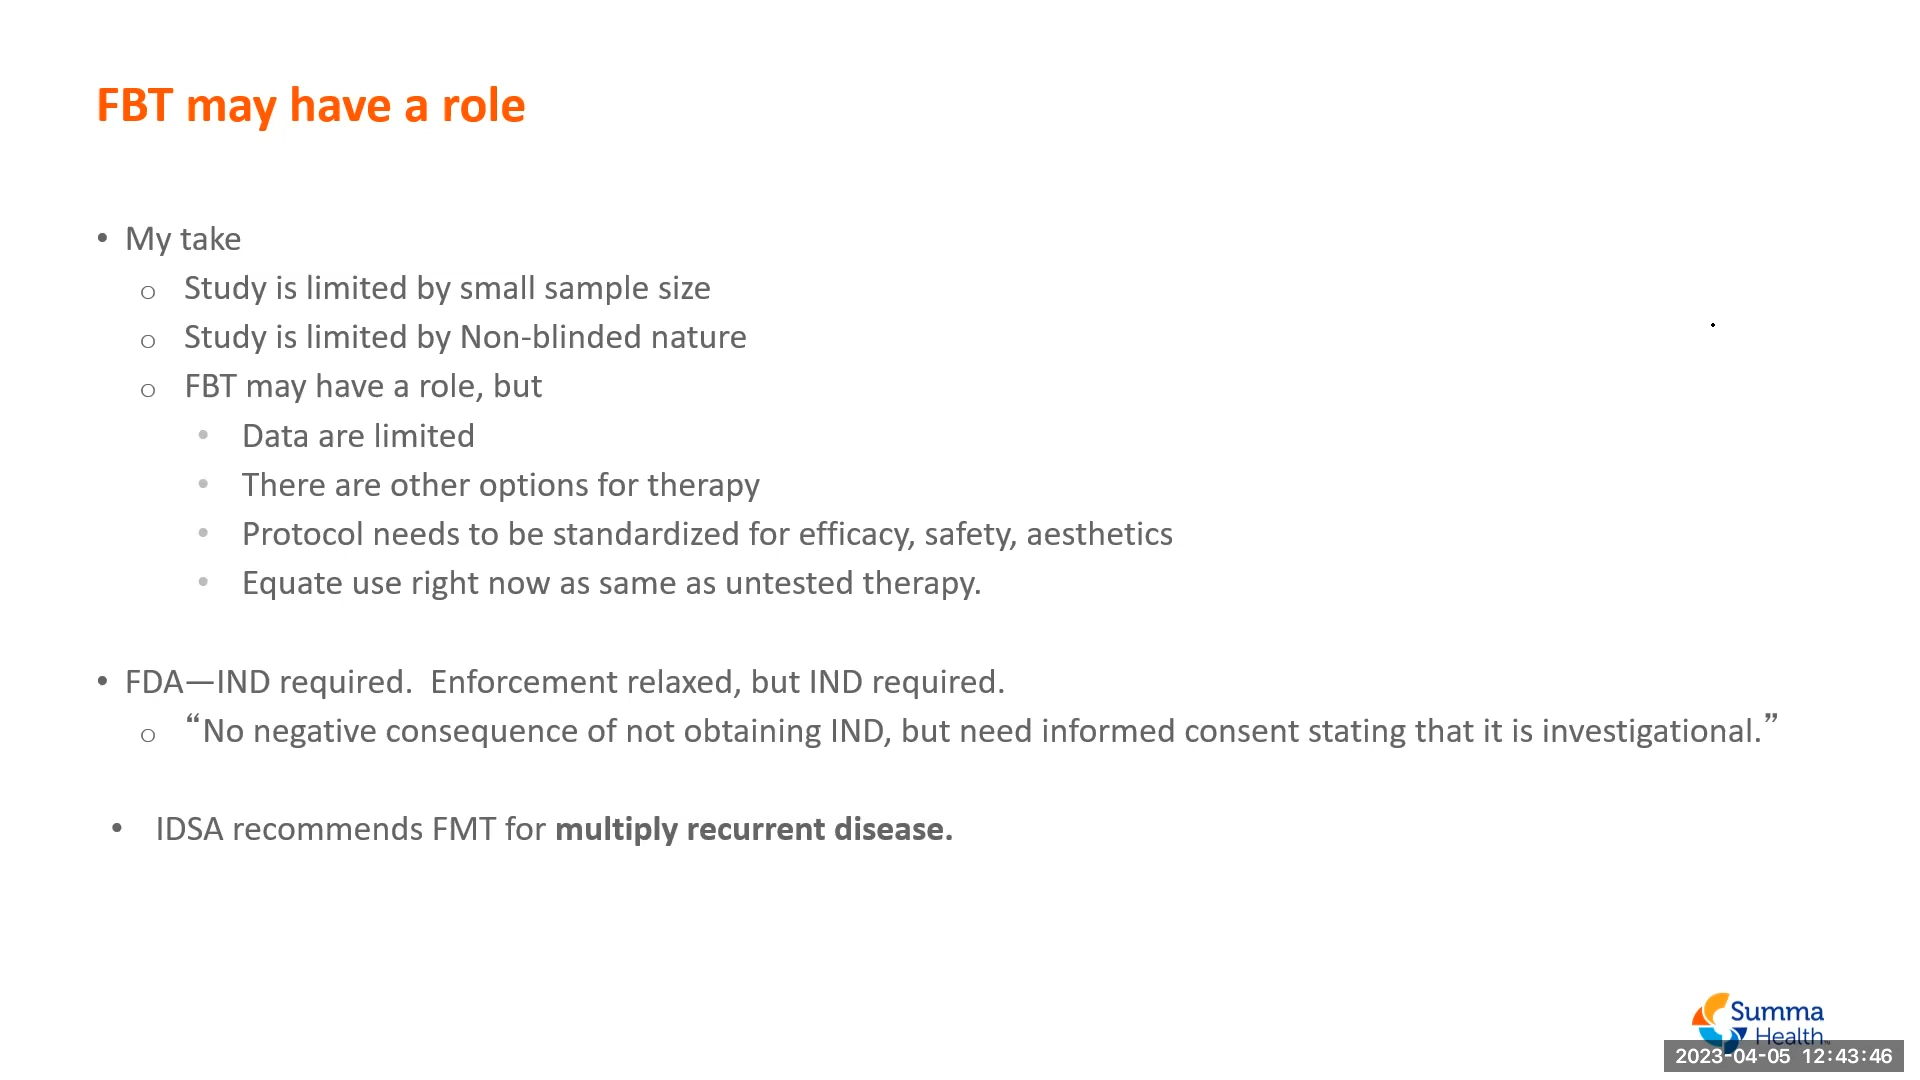 FBT may have a role
• My take
o Study is limited by small sample size
o Study is limited by Non-blinded nature
o FBT may have a role, but
• Data are limited
• There are other options for therapy
• Protocol needs to be standardized for efficacy, safety, aesthetics
• Equate use right now as same as untested therapy.
• FDA—IND required.  Enforcement relaxed, but IND required.
o “No negative consequence of not obtaining IND, but need informed consent stating that it is investigational.”
• IDSA recommends FMT for multiply recurrent disease.
Summa
Health
2023-04-05 12:43:46